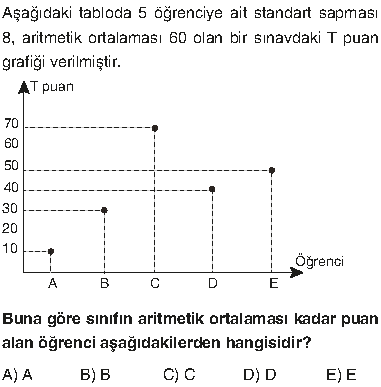 Aşağıdaki tabloda 5 öğrenciye ait standart sapması
8, aritmetik ortalaması 60 olan bir sınavdaki T puan
grafiği verilmiştir.
T puan
70
60
50
40
30
20
10
Öğrenci
A B C D E
Buna göre sınıfın aritmetik ortalaması kadar puan
alan öğrenci aşağıdakilerden hangisidir?
A) A B) B C) C D) D E) E